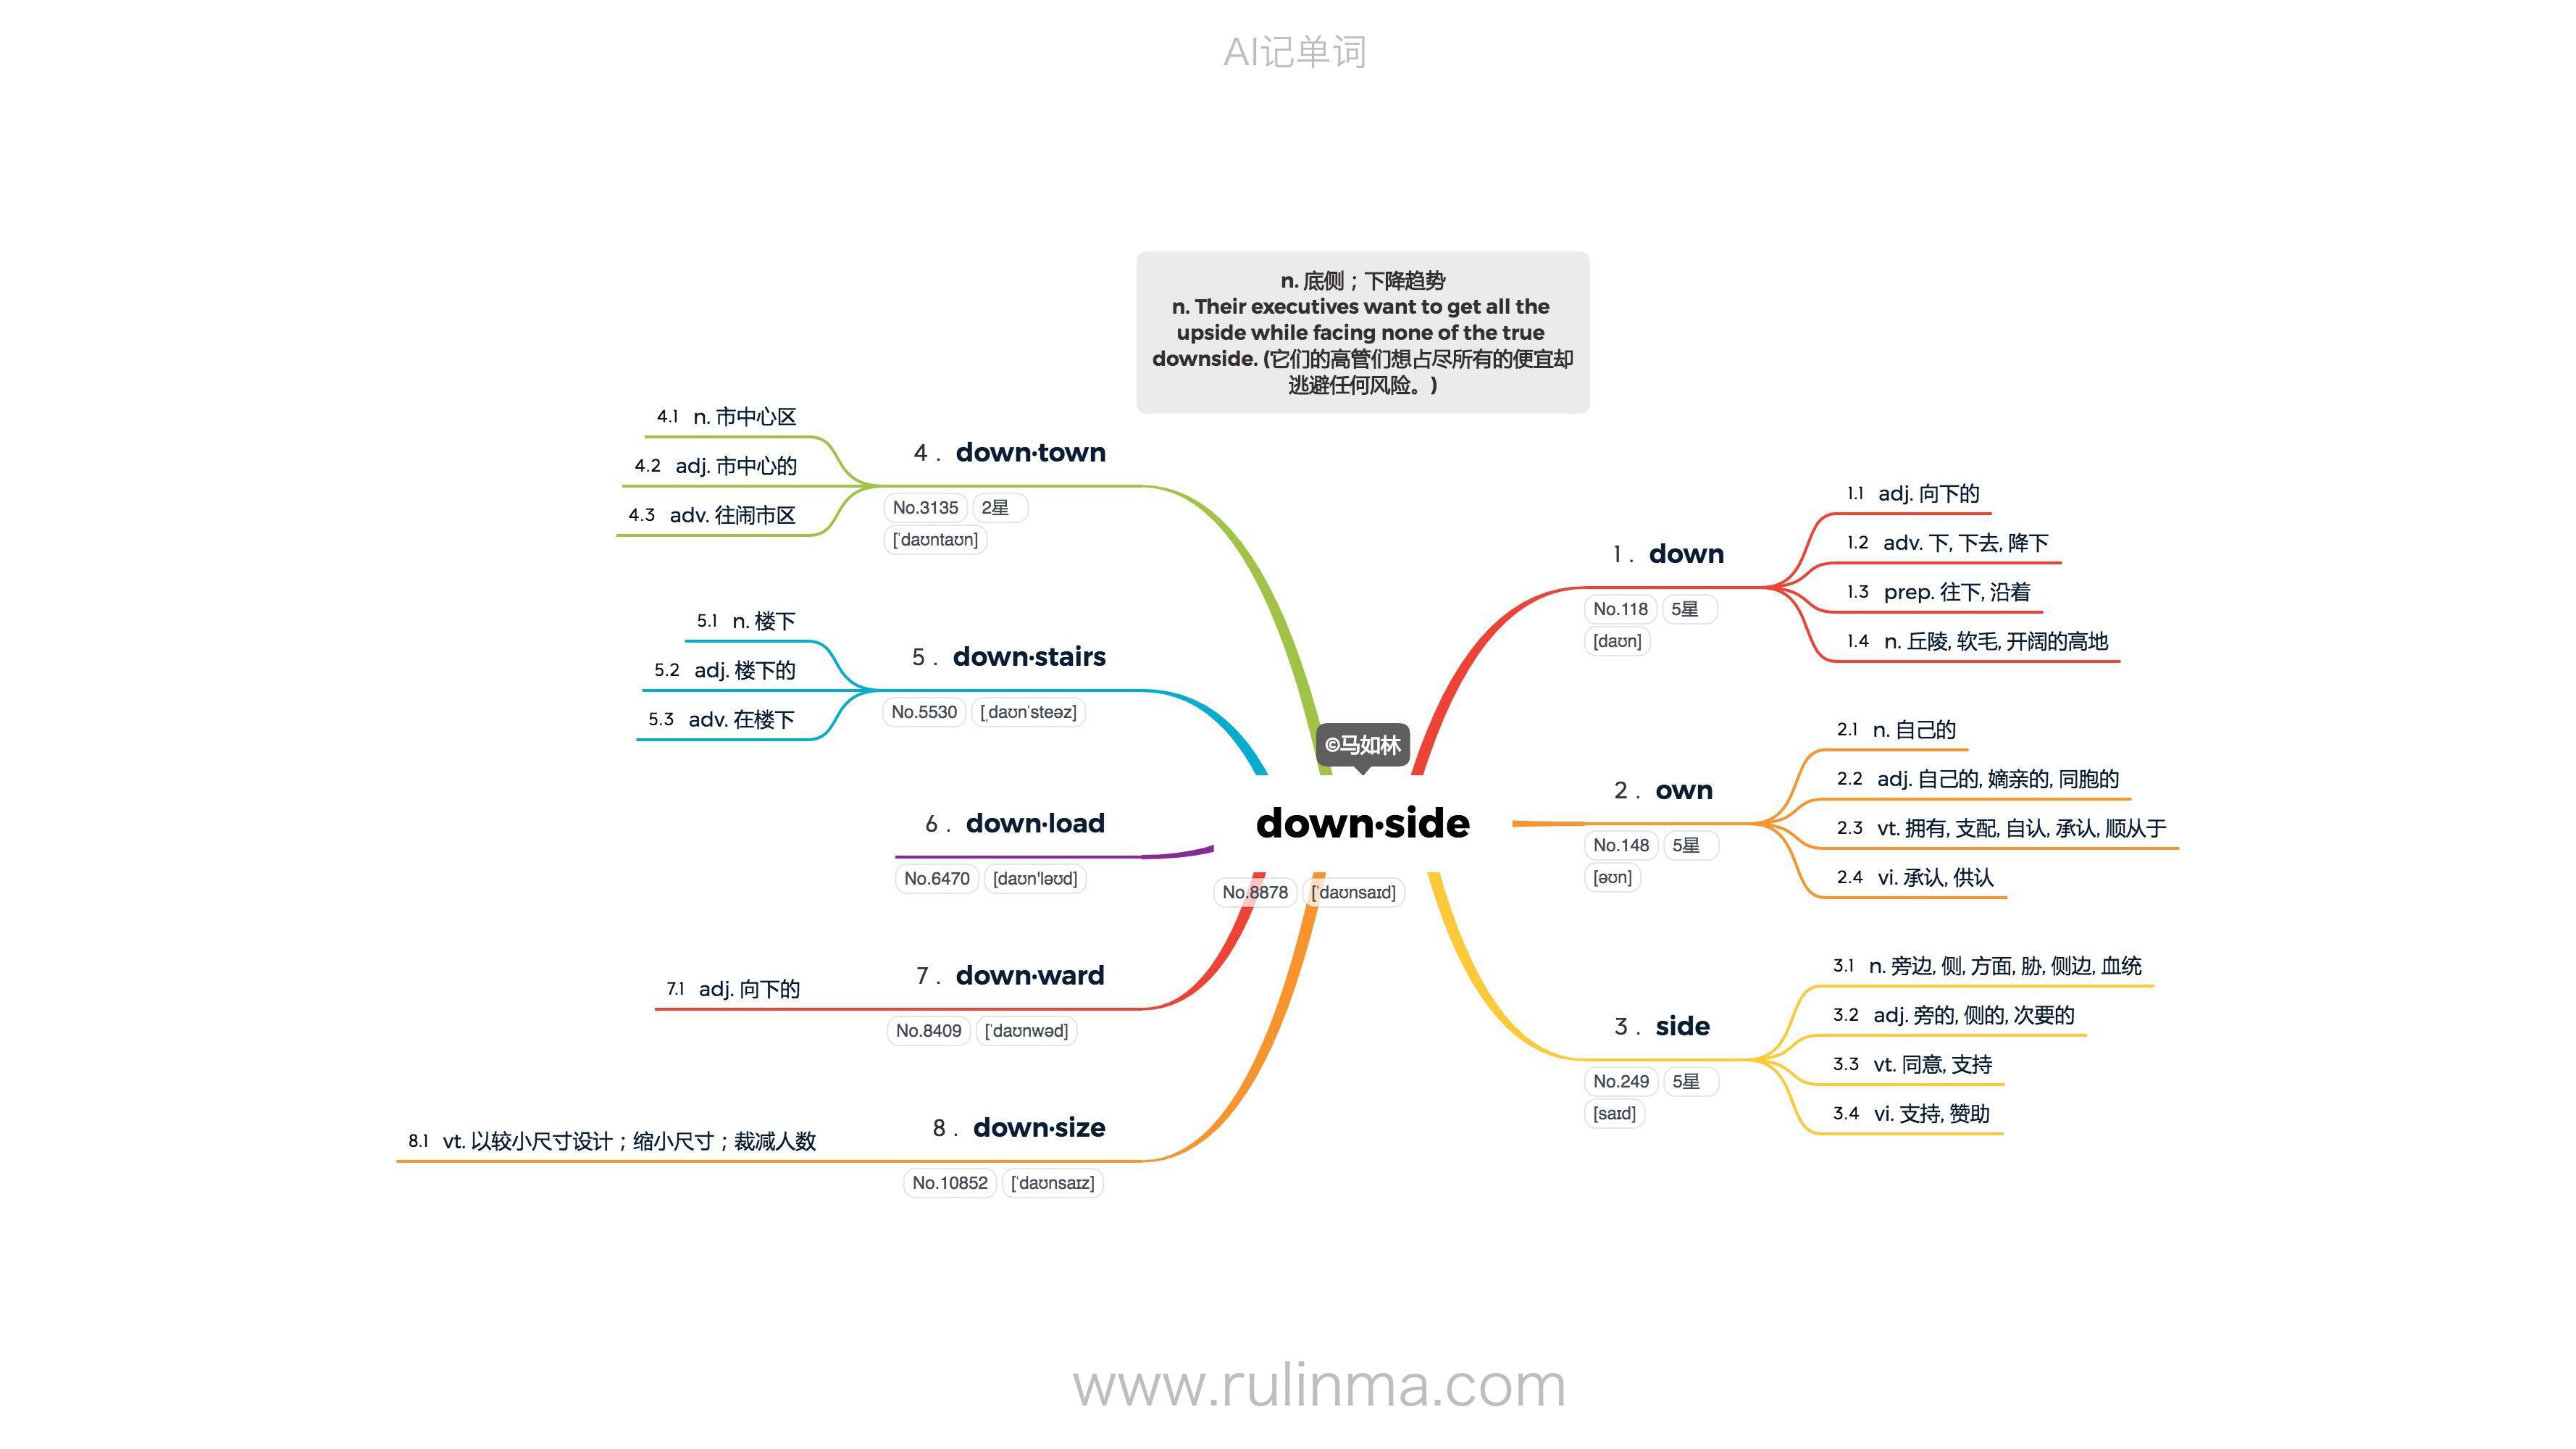 AI记单词
n. 底侧；下降趋势
n. Their executives want to get all the
upside while facing none of the true
downside. (它们的高管们想占尽所有的便宜却
逃避任何风险。)
©马如林
down·side
No.8878 [ˈdaʊnsaɪd]
1 . down
No.118 5星
[daʊn]
1.1 adj. 向下的
1.2 adv. 下, 下去, 降下
1.3 prep. 往下, 沿着
1.4 n. 丘陵, 软毛, 开阔的高地
2 . own
No.148 5星
[əʊn]
2.1 n. 自己的
2.2 adj. 自己的, 嫡亲的, 同胞的
2.3 vt. 拥有, 支配, 自认, 承认, 顺从于
2.4 vi. 承认, 供认
3 . side
No.249 5星
[saɪd]
3.1 n. 旁边, 侧, 方面, 胁, 侧边, 血统
3.2 adj. 旁的, 侧的, 次要的
3.3 vt. 同意, 支持
3.4 vi. 支持, 赞助
4 . down·town
No.3135 2星
[ˈdaʊntaʊn]
4.1 n. 市中心区
4.2 adj. 市中心的
4.3 adv. 往闹市区
5 . down·stairs
No.5530 [ˌdaʊnˈsteəz]
5.1 n. 楼下
5.2 adj. 楼下的
5.3 adv. 在楼下
6 . down·load
No.6470 [daʊn'ləʊd]
7 . down·ward
No.8409 [ˈdaʊnwəd]
7.1 adj. 向下的
8 . down·size
No.10852 [ˈdaʊnsaɪz]
8.1 vt. 以较小尺寸设计；缩小尺寸；裁减人数
www.rulinma.com